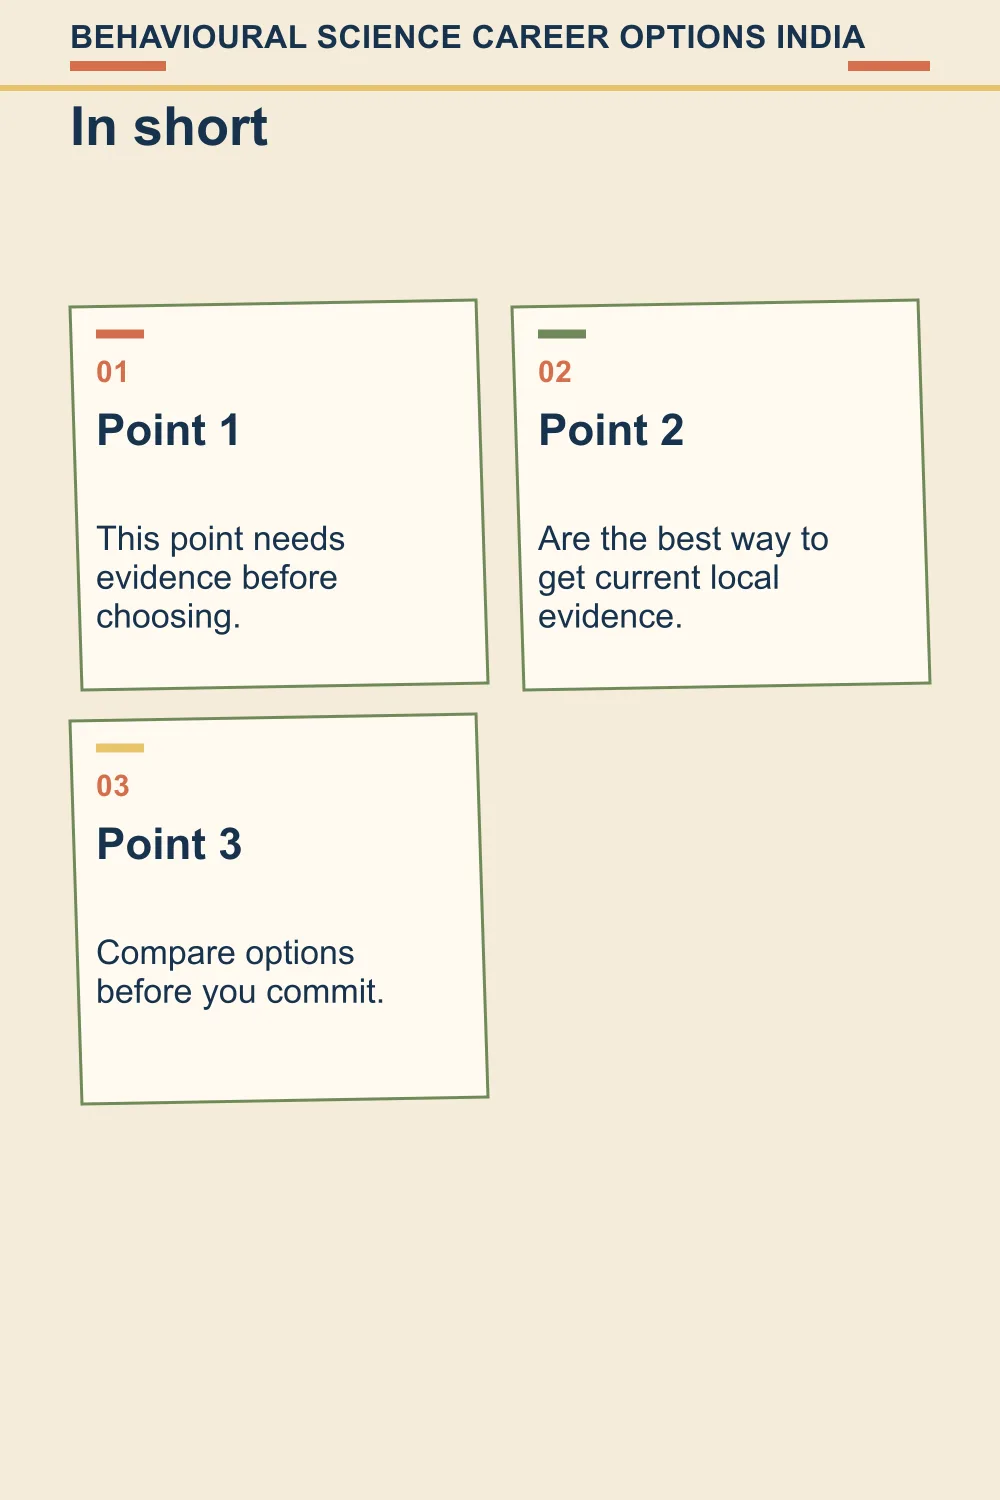 BEHAVIOURAL SCIENCE CAREER OPTIONS INDIA
In short
01
Point 1
This point needs
evidence before
choosing.
02
Point 2
Are the best way to
get current local
evidence.
03
Point 3
Compare options
before you commit.